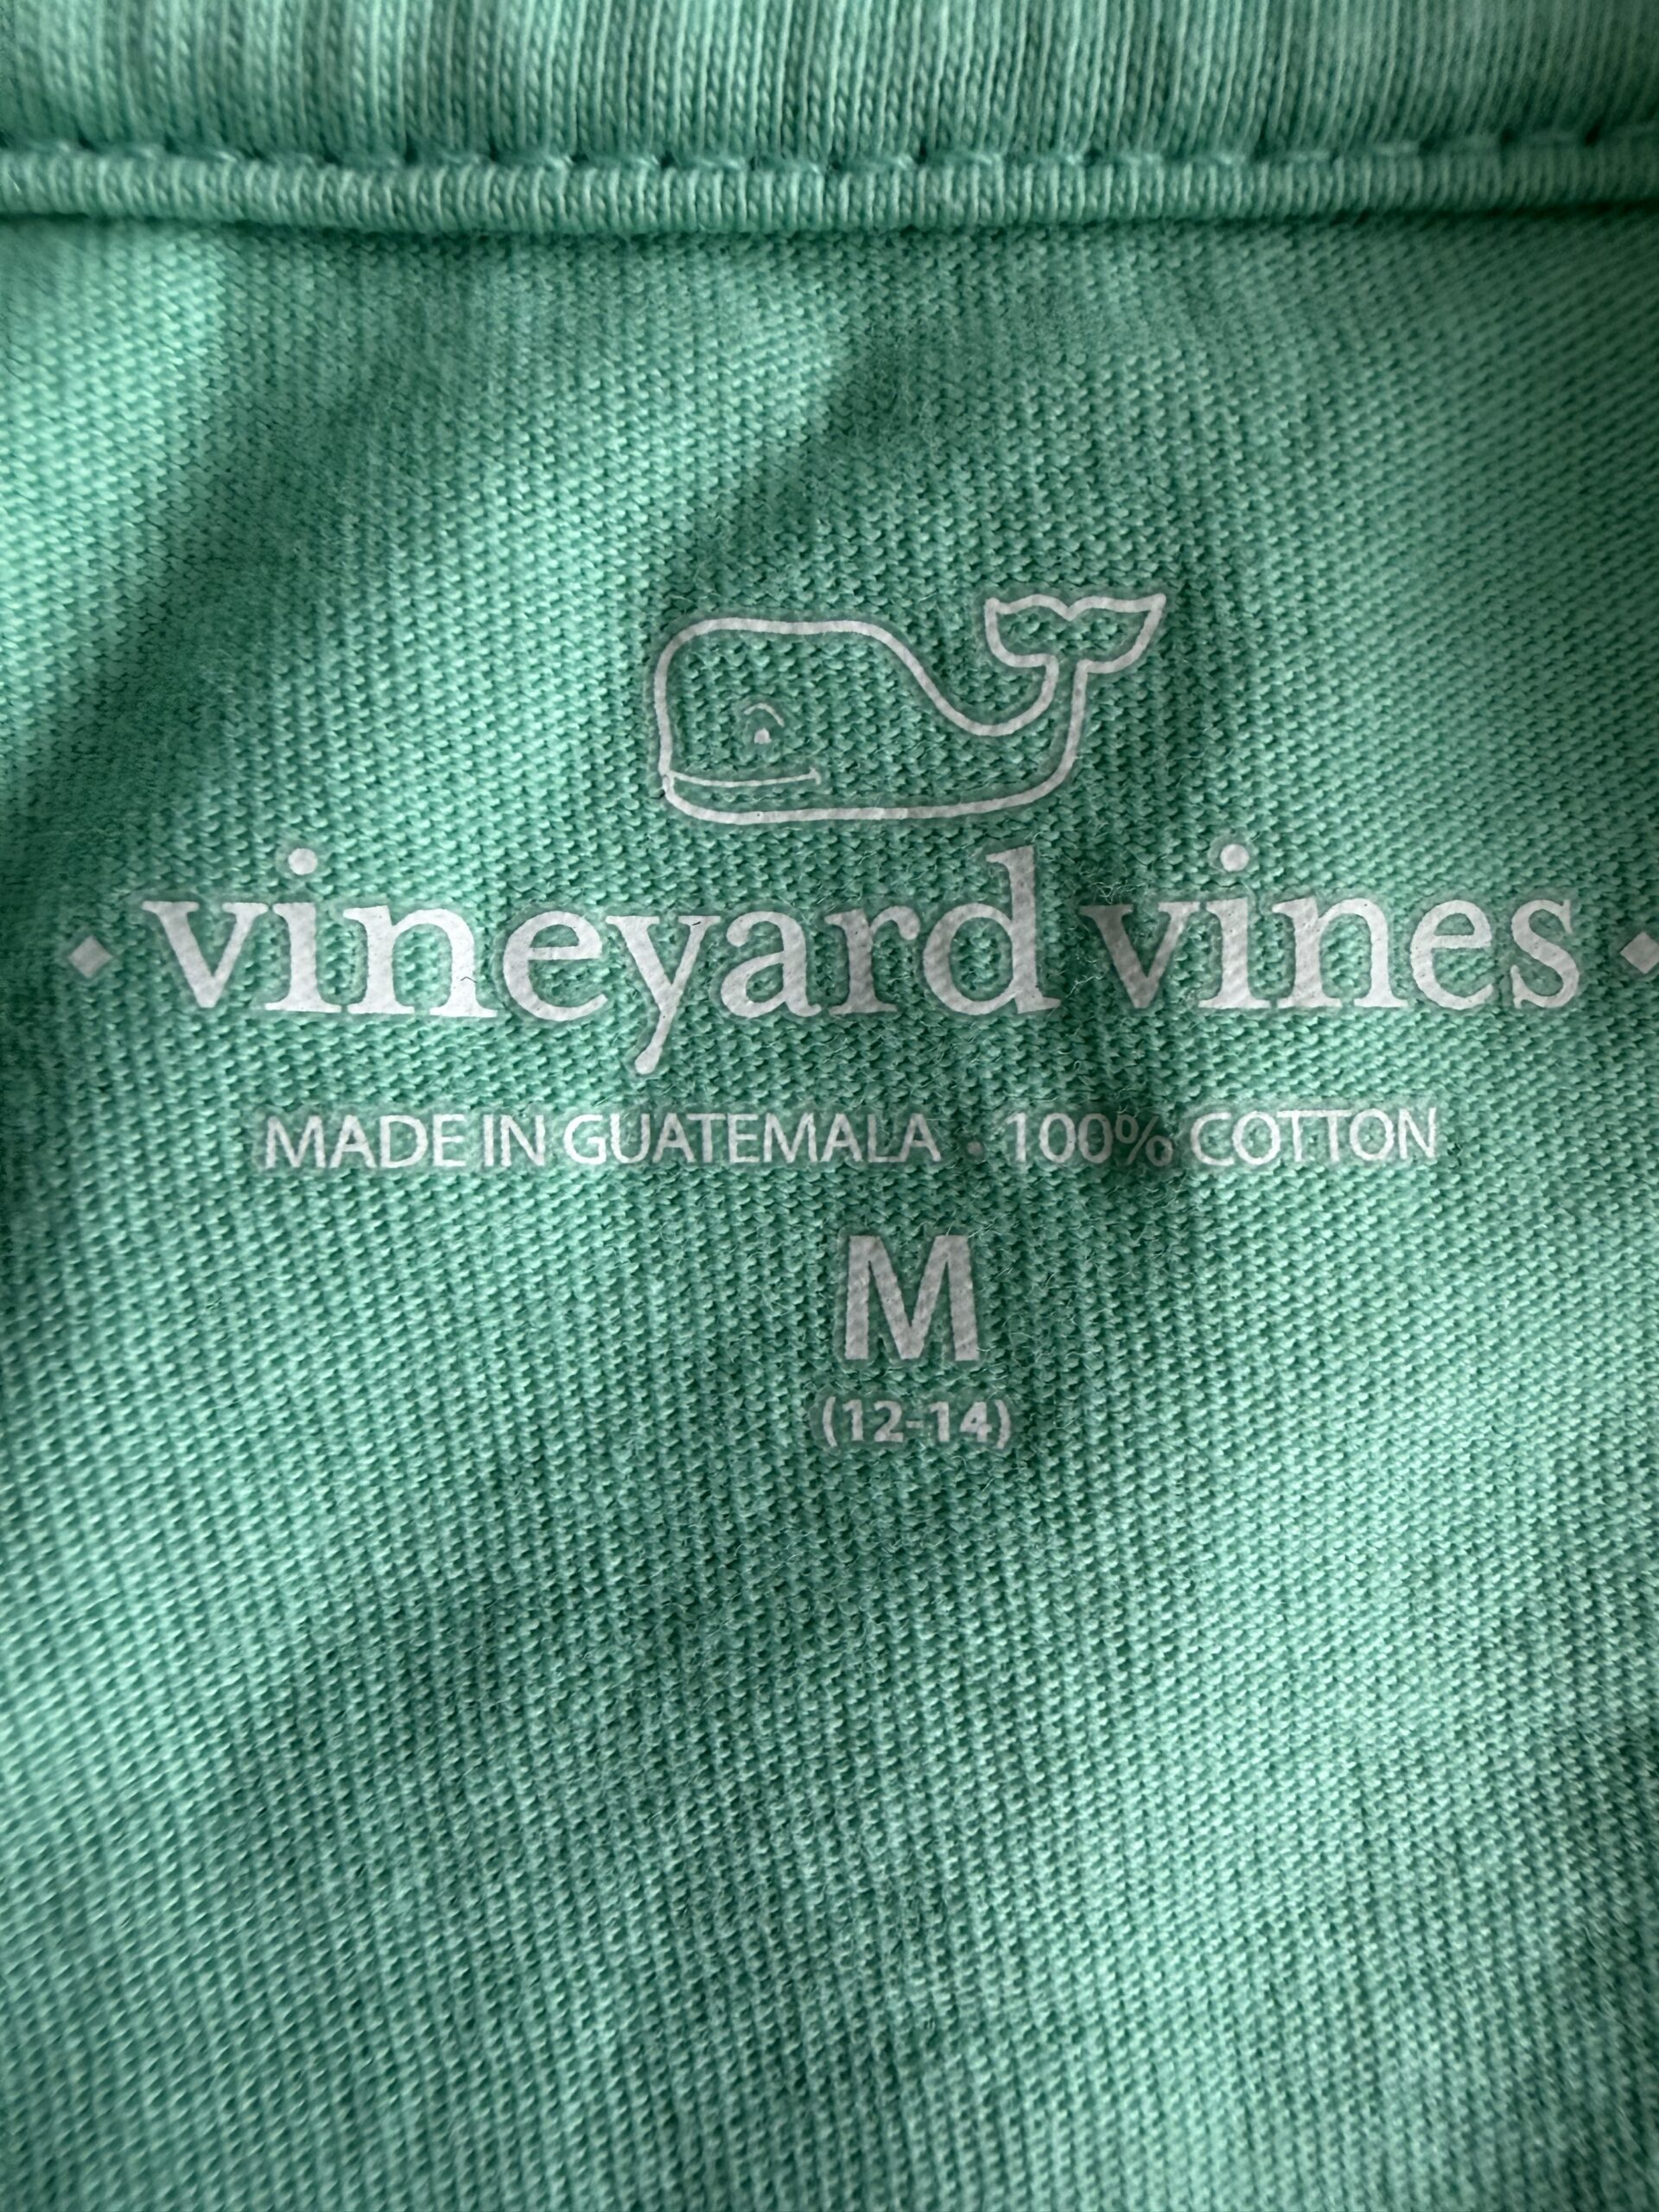 vineyard vines
MADE IN GUATEMALA • 100% COTTON
M
(12-14)